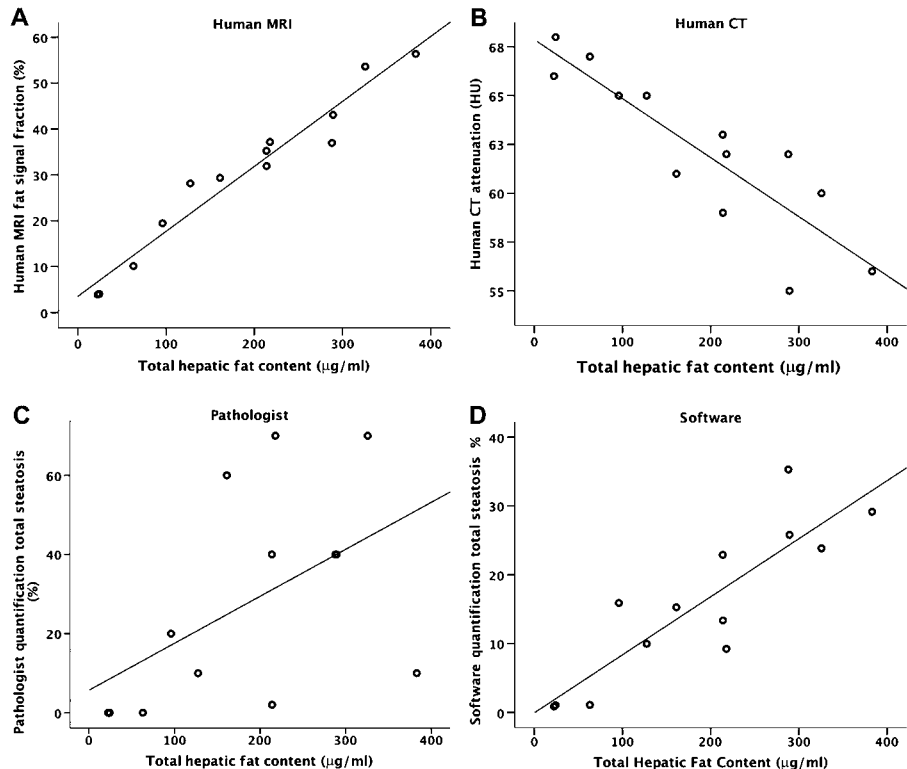 A
Human MRI
Human MRI fat signal fraction (%)
60
50
40
30
20
10
0
0 100 200 300 400
Total hepatic fat content (µg/ml)
B
Human CT
Human CT attenuation (HU)
68
65
63
60
58
55
0 100 200 300 400
Total hepatic fat content (µg/ml)
C
Pathologist
Pathologist quantification total steatosis
(%)
60
40
20
0
0 100 200 300 400
Total hepatic fat content (µg/ml)
D
Software
Software quantification total steatosis %
40
30
20
10
0
0 100 200 300 400
Total Hepatic Fat Content (µg/ml)